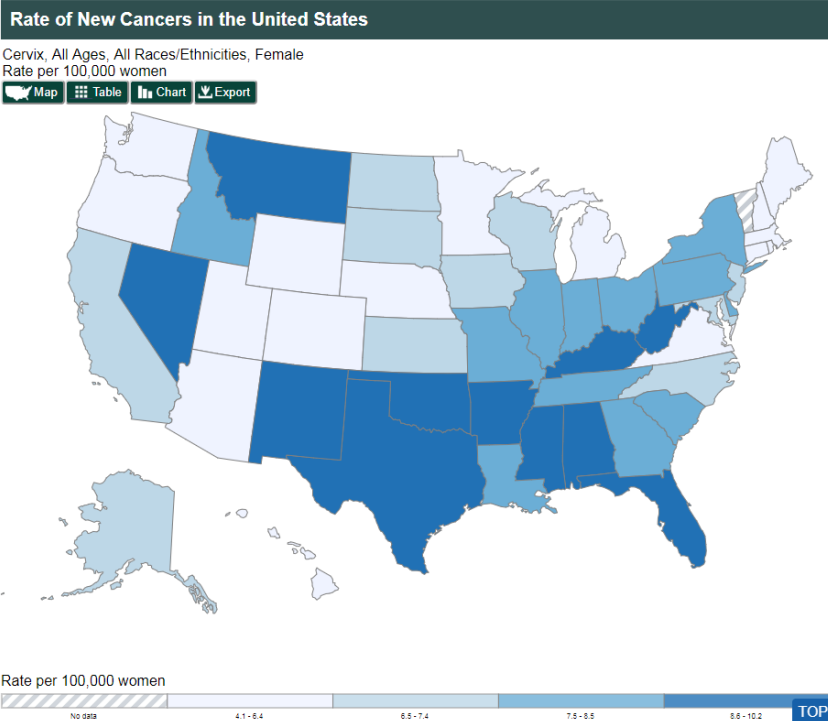 Rate of New Cancers in the United States
Cervix, All Ages, All Races/Ethnicities, Female
Rate per 100,000 women
Map Table Chart Export
Rate per 100,000 women
No data 4.1 - 6.4 6.5 - 7.4 7.5 - 8.5 8.6 - 10.2
TOP